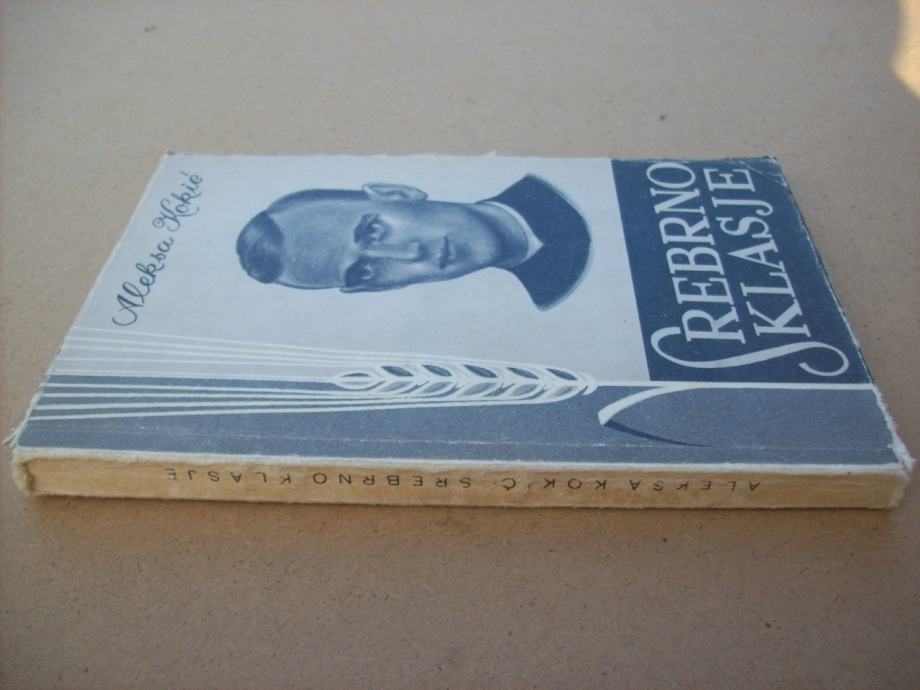 Aleksa Kokić
SREBRNO
KLASJE
ALEKSA KOKIĆ: SREBRNO KLASJE